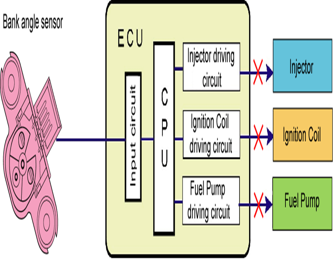 Bank angle sensor
ECU
Input circuit
CPU
Injector driving
circuit
Injector
Ignition Coil
driving circuit
Ignition Coil
Fuel Pump
driving circuit
Fuel Pump